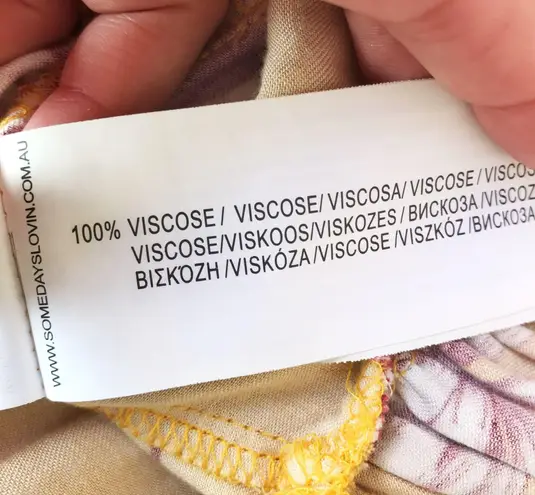 WWW.SOMEDAYSLOVIN.COM.AU
100% VISCOSE / VISCOSE/ VISCOSA/ VISCOSE / VISCOS
VISCOSE/VISKOOS/VISKOZES / ВИСКОЗА /VISCOZ
ΒΙΣΚΌΖΗ /VISKÓZA /VISCOSE /VISZKÓZ /ВИСКОЗА